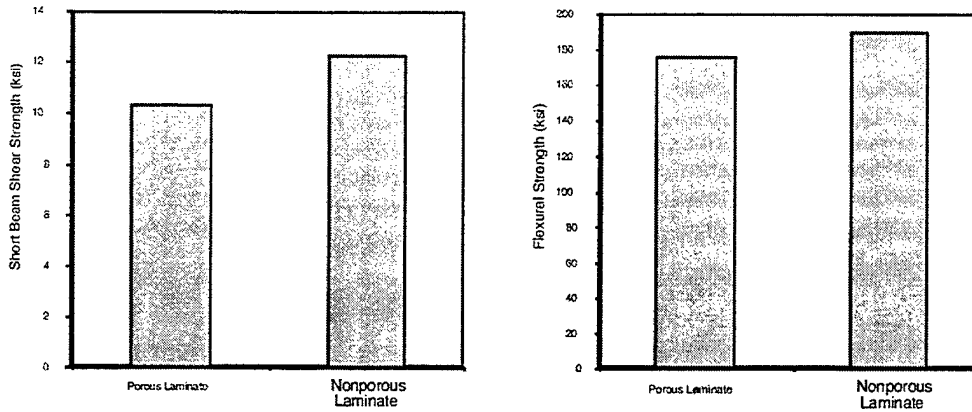 14
12
10
8
6
4
2
0
Short Beam Shear Strength (ksi)
Porous Laminate
Nonporous
Laminate
200
180
160
140
120
100
80
60
40
20
0
Flexural Strength (ksi)
Porous Laminate
Nonporous
Laminate